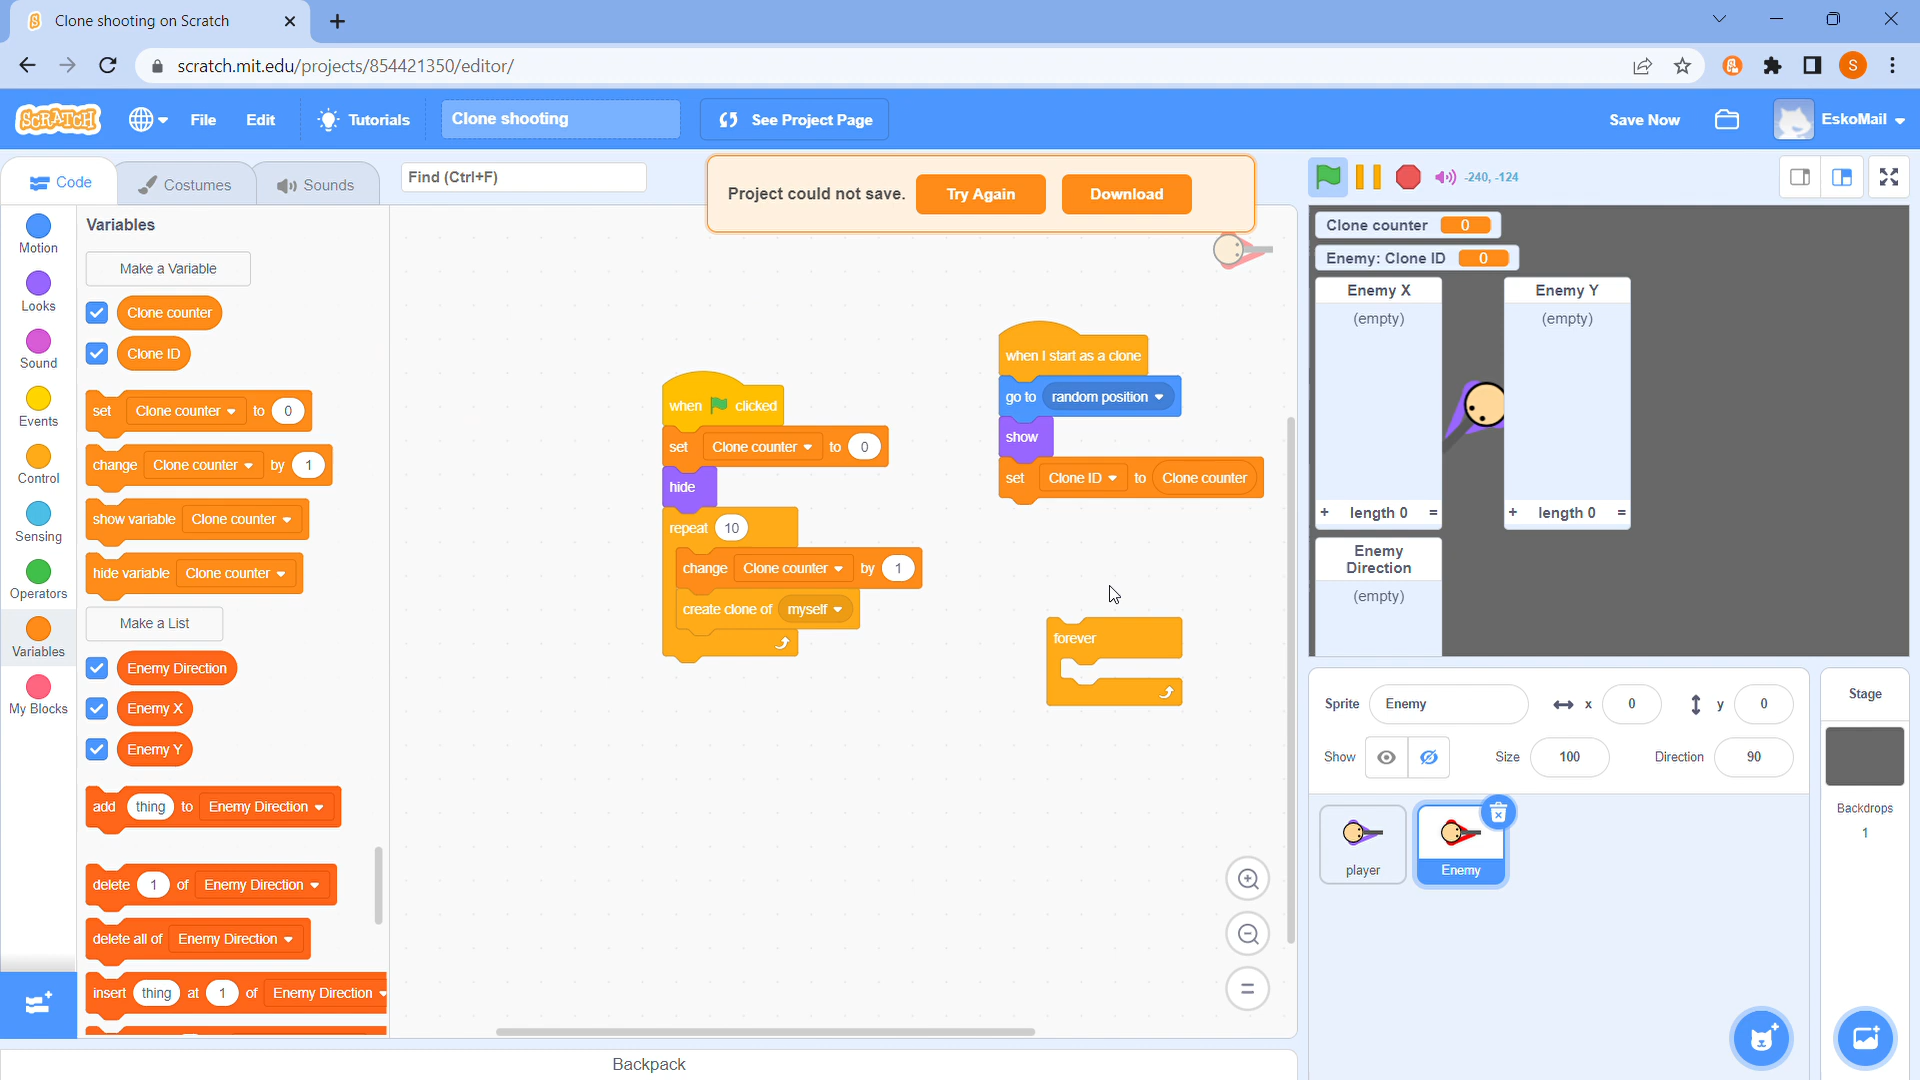 Clone shooting on Scratch
scratch.mit.edu/projects/854421350/editor/
S
SCRATCH
File
Edit
Tutorials
Clone shooting
See Project Page
Save Now
EskoMail
Code
Costumes
Sounds
Find (Ctrl+F)
Project could not save.
Try Again
Download
-240, -124
Motion
Looks
Sound
Events
Control
Sensing
Operators
Variables
My Blocks
Variables
Make a Variable
Clone counter
Clone ID
set Clone counter to 0
change Clone counter by 1
show variable Clone counter
hide variable Clone counter
Make a List
Enemy Direction
Enemy X
Enemy Y
add thing to Enemy Direction
delete 1 of Enemy Direction
delete all of Enemy Direction
insert thing at 1 of Enemy Direction
when clicked
set Clone counter to 0
hide
repeat 10
change Clone counter by 1
create clone of myself
when I start as a clone
go to random position
show
set Clone ID to Clone counter
forever
Backpack
Clone counter 0
Enemy: Clone ID 0
Enemy X
(empty)
+ length 0 =
Enemy Y
(empty)
+ length 0 =
Enemy
Direction
(empty)
Sprite Enemy x 0 y 0
Show Size 100 Direction 90
player
Enemy
Stage
Backdrops
1